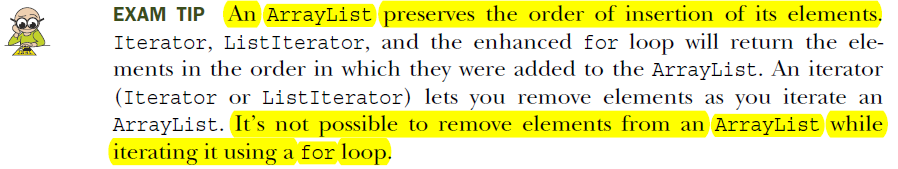 EXAM TIP An ArrayList preserves the order of insertion of its elements.
Iterator, ListIterator, and the enhanced for loop will return the ele-
ments in the order in which they were added to the ArrayList. An iterator
(Iterator or ListIterator) lets you remove elements as you iterate an
ArrayList. It’s not possible to remove elements from an ArrayList while
iterating it using a for loop.